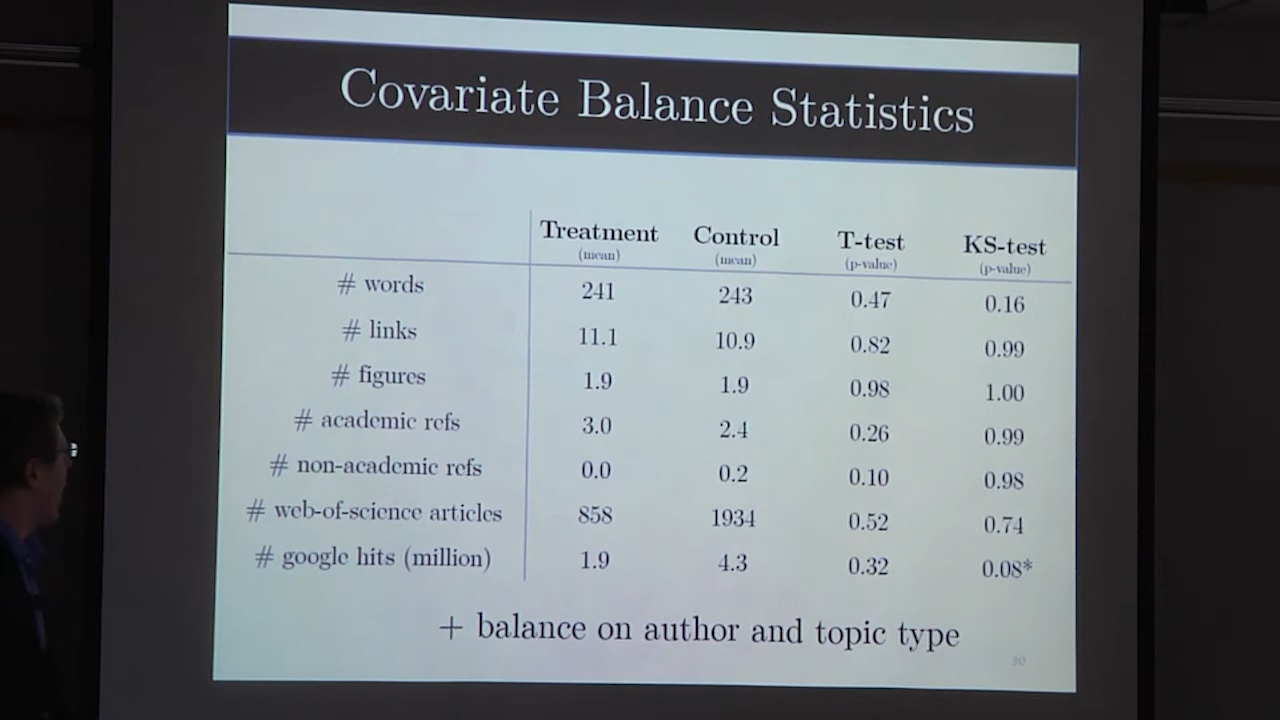 Covariate Balance Statistics
Treatment Control T-test KS-test
(mean) (mean) (p-value) (p-value)
# words 241 243 0.47 0.16
# links 11.1 10.9 0.82 0.99
# figures 1.9 1.9 0.98 1.00
# academic refs 3.0 2.4 0.26 0.99
# non-academic refs 0.0 0.2 0.10 0.98
# web-of-science articles 858 1934 0.52 0.74
# google hits (million) 1.9 4.3 0.32 0.08*
+ balance on author and topic type
30